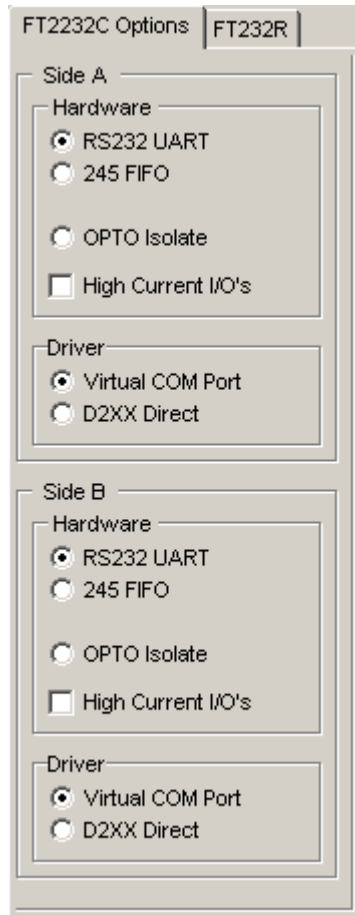 FT2232C Options FT232R
Side A
Hardware
RS232 UART
245 FIFO
OPTO Isolate
High Current I/O's
Driver
Virtual COM Port
D2XX Direct
Side B
Hardware
RS232 UART
245 FIFO
OPTO Isolate
High Current I/O's
Driver
Virtual COM Port
D2XX Direct